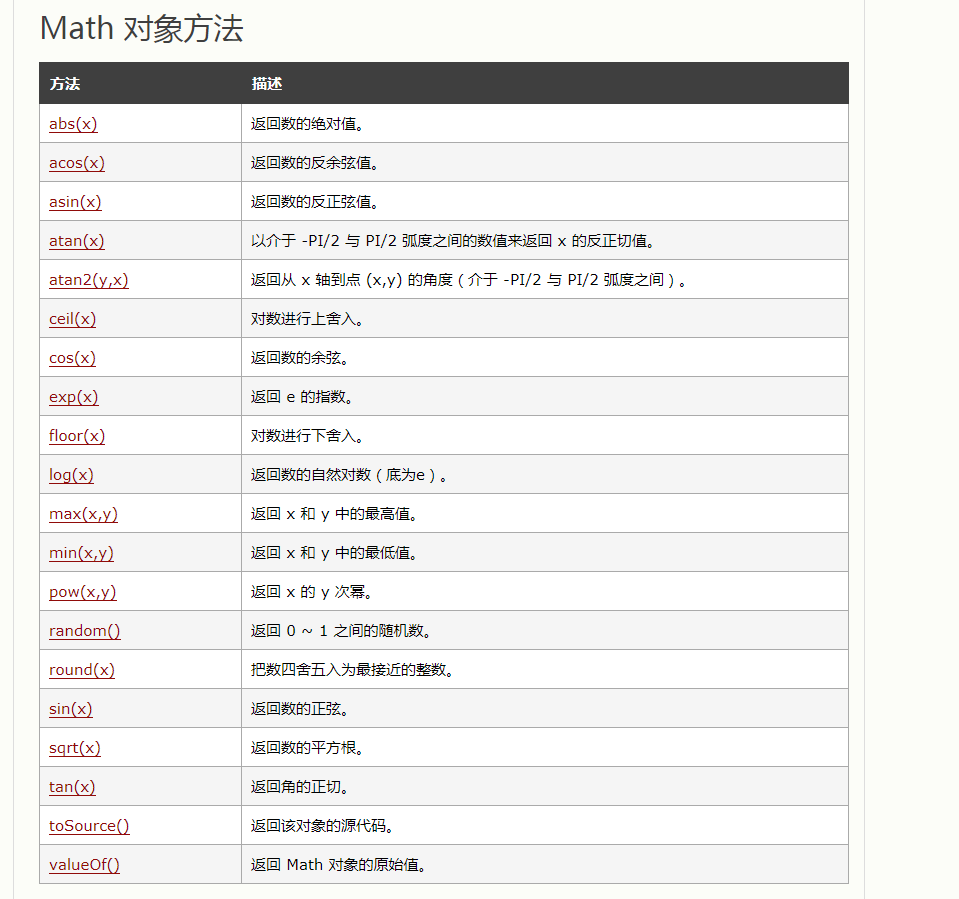 Math 对象方法
方法 描述
abs(x) 返回数的绝对值。
acos(x) 返回数的反余弦值。
asin(x) 返回数的反正弦值。
atan(x) 以介于 -PI/2 与 PI/2 弧度之间的数值来返回 x 的反正切值。
atan2(y,x) 返回从 x 轴到点 (x,y) 的角度（介于 -PI/2 与 PI/2 弧度之间）。
ceil(x) 对数进行上舍入。
cos(x) 返回数的余弦。
exp(x) 返回 e 的指数。
floor(x) 对数进行下舍入。
log(x) 返回数的自然对数（底为e）。
max(x,y) 返回 x 和 y 中的最高值。
min(x,y) 返回 x 和 y 中的最低值。
pow(x,y) 返回 x 的 y 次幂。
random() 返回 0 ~ 1 之间的随机数。
round(x) 把数四舍五入为最接近的整数。
sin(x) 返回数的正弦。
sqrt(x) 返回数的平方根。
tan(x) 返回角的正切。
toSource() 返回该对象的源代码。
valueOf() 返回 Math 对象的原始值。